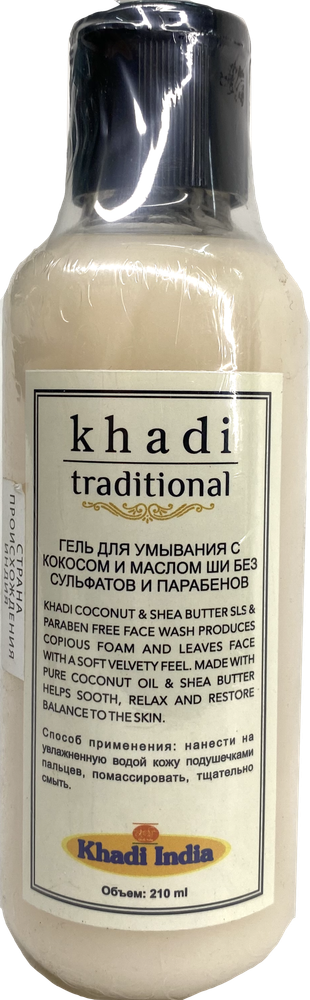 khadi
traditional
ГЕЛЬ ДЛЯ УМЫВАНИЯ С
КОКОСОМ И МАСЛОМ ШИ БЕЗ
СУЛЬФАТОВ И ПАРАБЕНОВ
KHADI COCONUT & SHEA BUTTER SLS &
PARABEN FREE FACE WASH PRODUCES
COPIOUS FOAM AND LEAVES FACE
WITH A SOFT VELVETY FEEL. MADE WITH
PURE COCONUT OIL & SHEA BUTTER
HELPS SOOTH, RELAX AND RESTORE
BALANCE TO THE SKIN.
Способ применения: нанести на
увлажненную водой кожу подушечками
пальцев, помассировать, тщательно
смыть.
Khadi India
Объем: 210 ml
СТРАНА
ПРОИСХОЖДЕНИЯ
ИНДИЯ